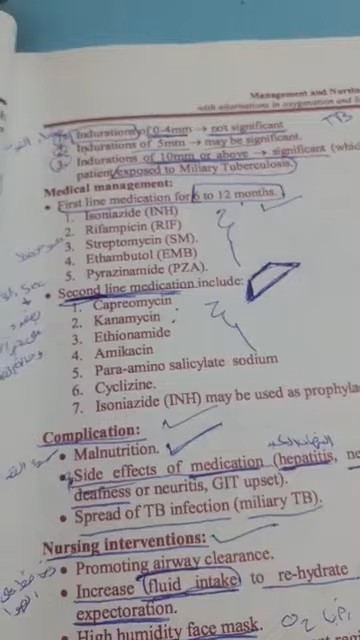 Management and Nursi
with alternations in oxygenation and
TB
1. Indurations of 0-4mm → not significant
2. Indurations of 5mm → may be significant.
3. Indurations of 10mm or above → significant (whic
patient exposed to Miliary Tuberculosis)
Medical management:
• First line medication for 6 to 12 months.
1. Isoniazide (INH)
2. Rifampicin (RIF)
3. Streptomycin (SM).
4. Ethambutol (EMB)
5. Pyrazinamide (PZA).
• Second line medication include:
1. Capreomycin
2. Kanamycin
3. Ethionamide
4. Amikacin
5. Para-amino salicylate sodium
6. Cyclizine.
7. Isoniazide (INH) may be used as prophyla
Complication:
• Malnutrition.
• Side effects of medication (hepatitis, ne
deafness or neuritis, GIT upset).
• Spread of TB infection (miliary TB).
Nursing interventions:
• Promoting airway clearance.
• Increase fluid intake to re-hydrate
expectoration.
• High humidity face mask.